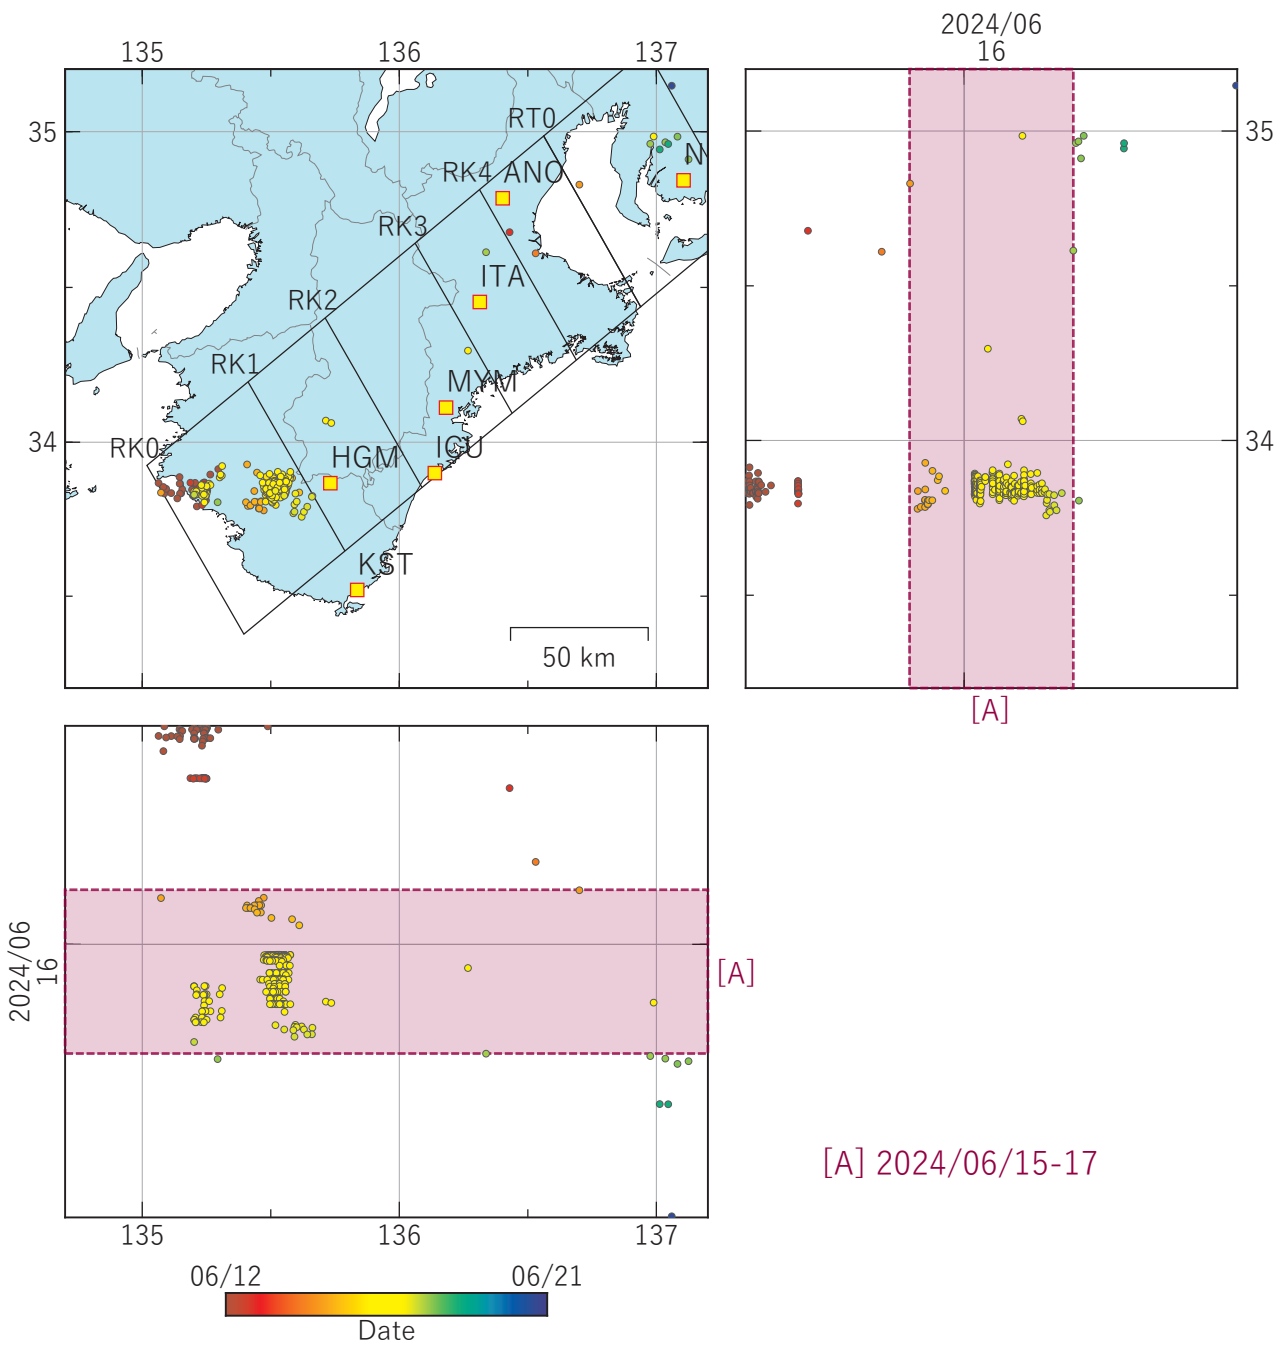 2024/06
135
136
137
16
35
35
RT0
N
RK4 ANO
RK3
ITA
RK2
RK1
MYM
34
34
RK0
HGM
ICU
KST
50 km
[A]
2024/06
16
[A]
[A] 2024/06/15-17
135
136
137
06/12
06/21
Date